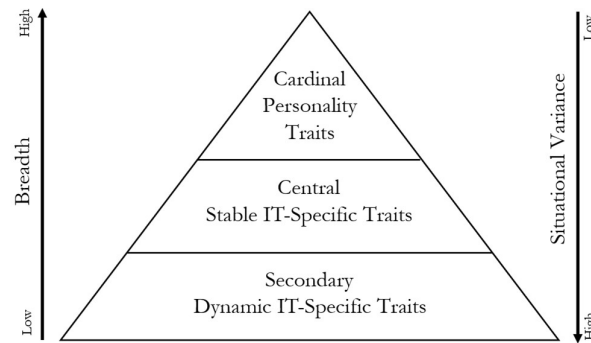 High
Breadth
Low
Cardinal
Personality
Traits
Central
Stable IT-Specific Traits
Secondary
Dynamic IT-Specific Traits
Low
Situational Variance
High